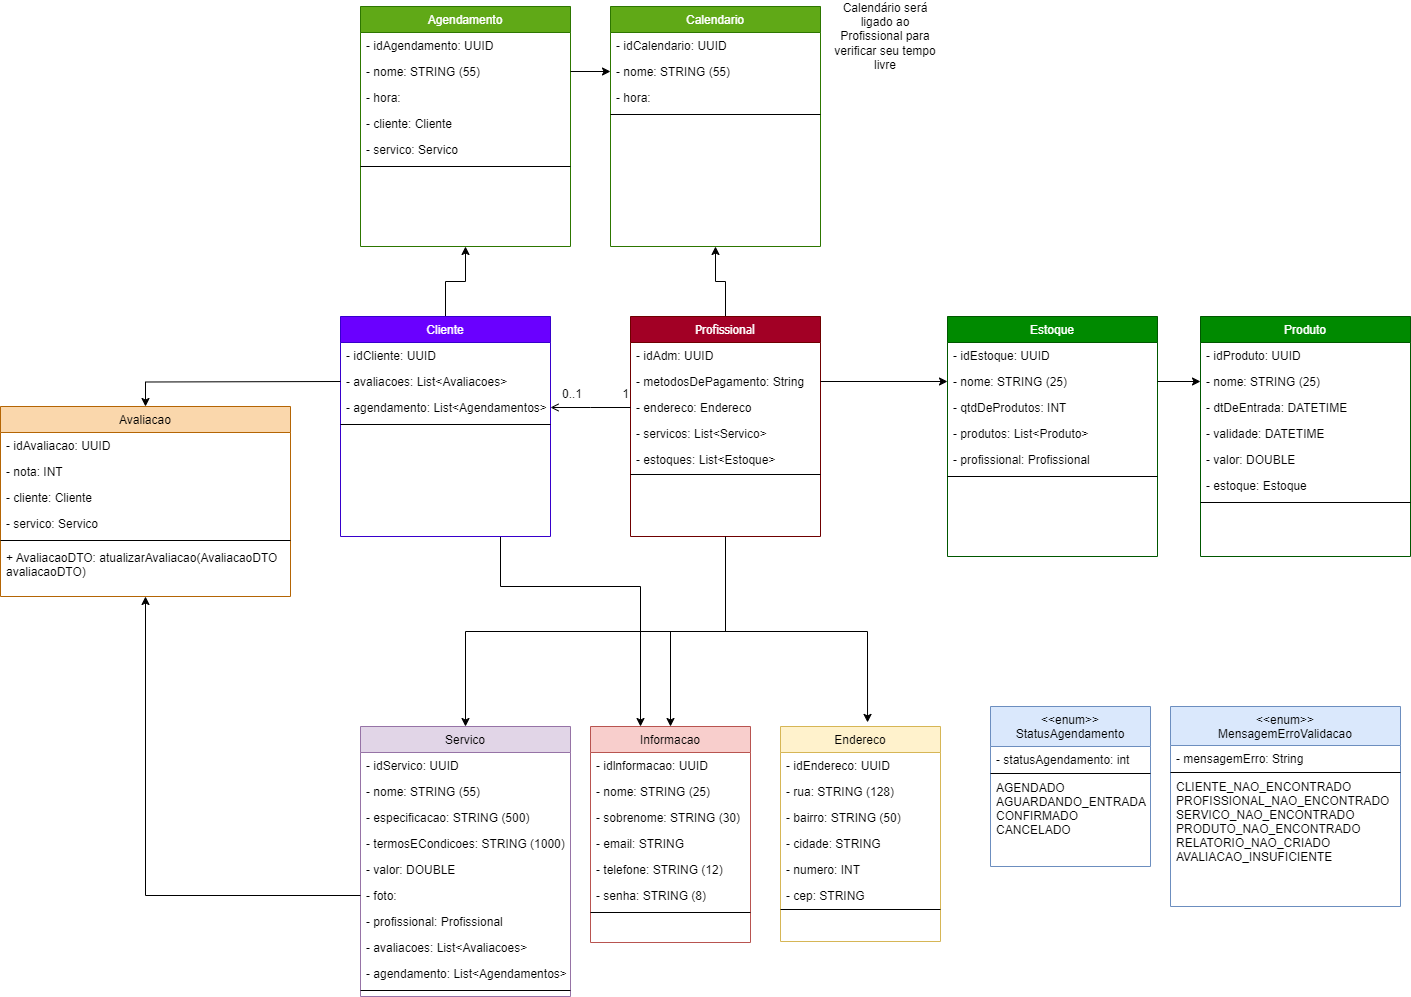 Agendamento
- idAgendamento: UUID
- nome: STRING (55)
- hora:
- cliente: Cliente
- servico: Servico
Calendario
- idCalendario: UUID
- nome: STRING (55)
- hora:
Calendário será
ligado ao
Profissional para
verificar seu tempo
livre
Cliente
- idCliente: UUID
- avaliacoes: List<Avaliacoes>
- agendamento: List<Agendamentos>
0..1
1
Profissional
- idAdm: UUID
- metodosDePagamento: String
- endereco: Endereco
- servicos: List<Servico>
- estoques: List<Estoque>
Estoque
- idEstoque: UUID
- nome: STRING (25)
- qtdDeProdutos: INT
- produtos: List<Produto>
- profissional: Profissional
Produto
- idProduto: UUID
- nome: STRING (25)
- dtDeEntrada: DATETIME
- validade: DATETIME
- valor: DOUBLE
- estoque: Estoque
Avaliacao
- idAvaliacao: UUID
- nota: INT
- cliente: Cliente
- servico: Servico
+ AvaliacaoDTO: atualizarAvaliacao(AvaliacaoDTO
avaliacaoDTO)
Servico
- idServico: UUID
- nome: STRING (55)
- especificacao: STRING (500)
- termosECondicoes: STRING (1000)
- valor: DOUBLE
- foto:
- profissional: Profissional
- avaliacoes: List<Avaliacoes>
- agendamento: List<Agendamentos>
Informacao
- idInformacao: UUID
- nome: STRING (25)
- sobrenome: STRING (30)
- email: STRING
- telefone: STRING (12)
- senha: STRING (8)
Endereco
- idEndereco: UUID
- rua: STRING (128)
- bairro: STRING (50)
- cidade: STRING
- numero: INT
- cep: STRING
<<enum>>
StatusAgendamento
- statusAgendamento: int
AGENDADO
AGUARDANDO_ENTRADA
CONFIRMADO
CANCELADO
<<enum>>
MensagemErroValidacao
- mensagemErro: String
CLIENTE_NAO_ENCONTRADO
PROFISSIONAL_NAO_ENCONTRADO
SERVICO_NAO_ENCONTRADO
PRODUTO_NAO_ENCONTRADO
RELATORIO_NAO_CRIADO
AVALIACAO_INSUFICIENTE